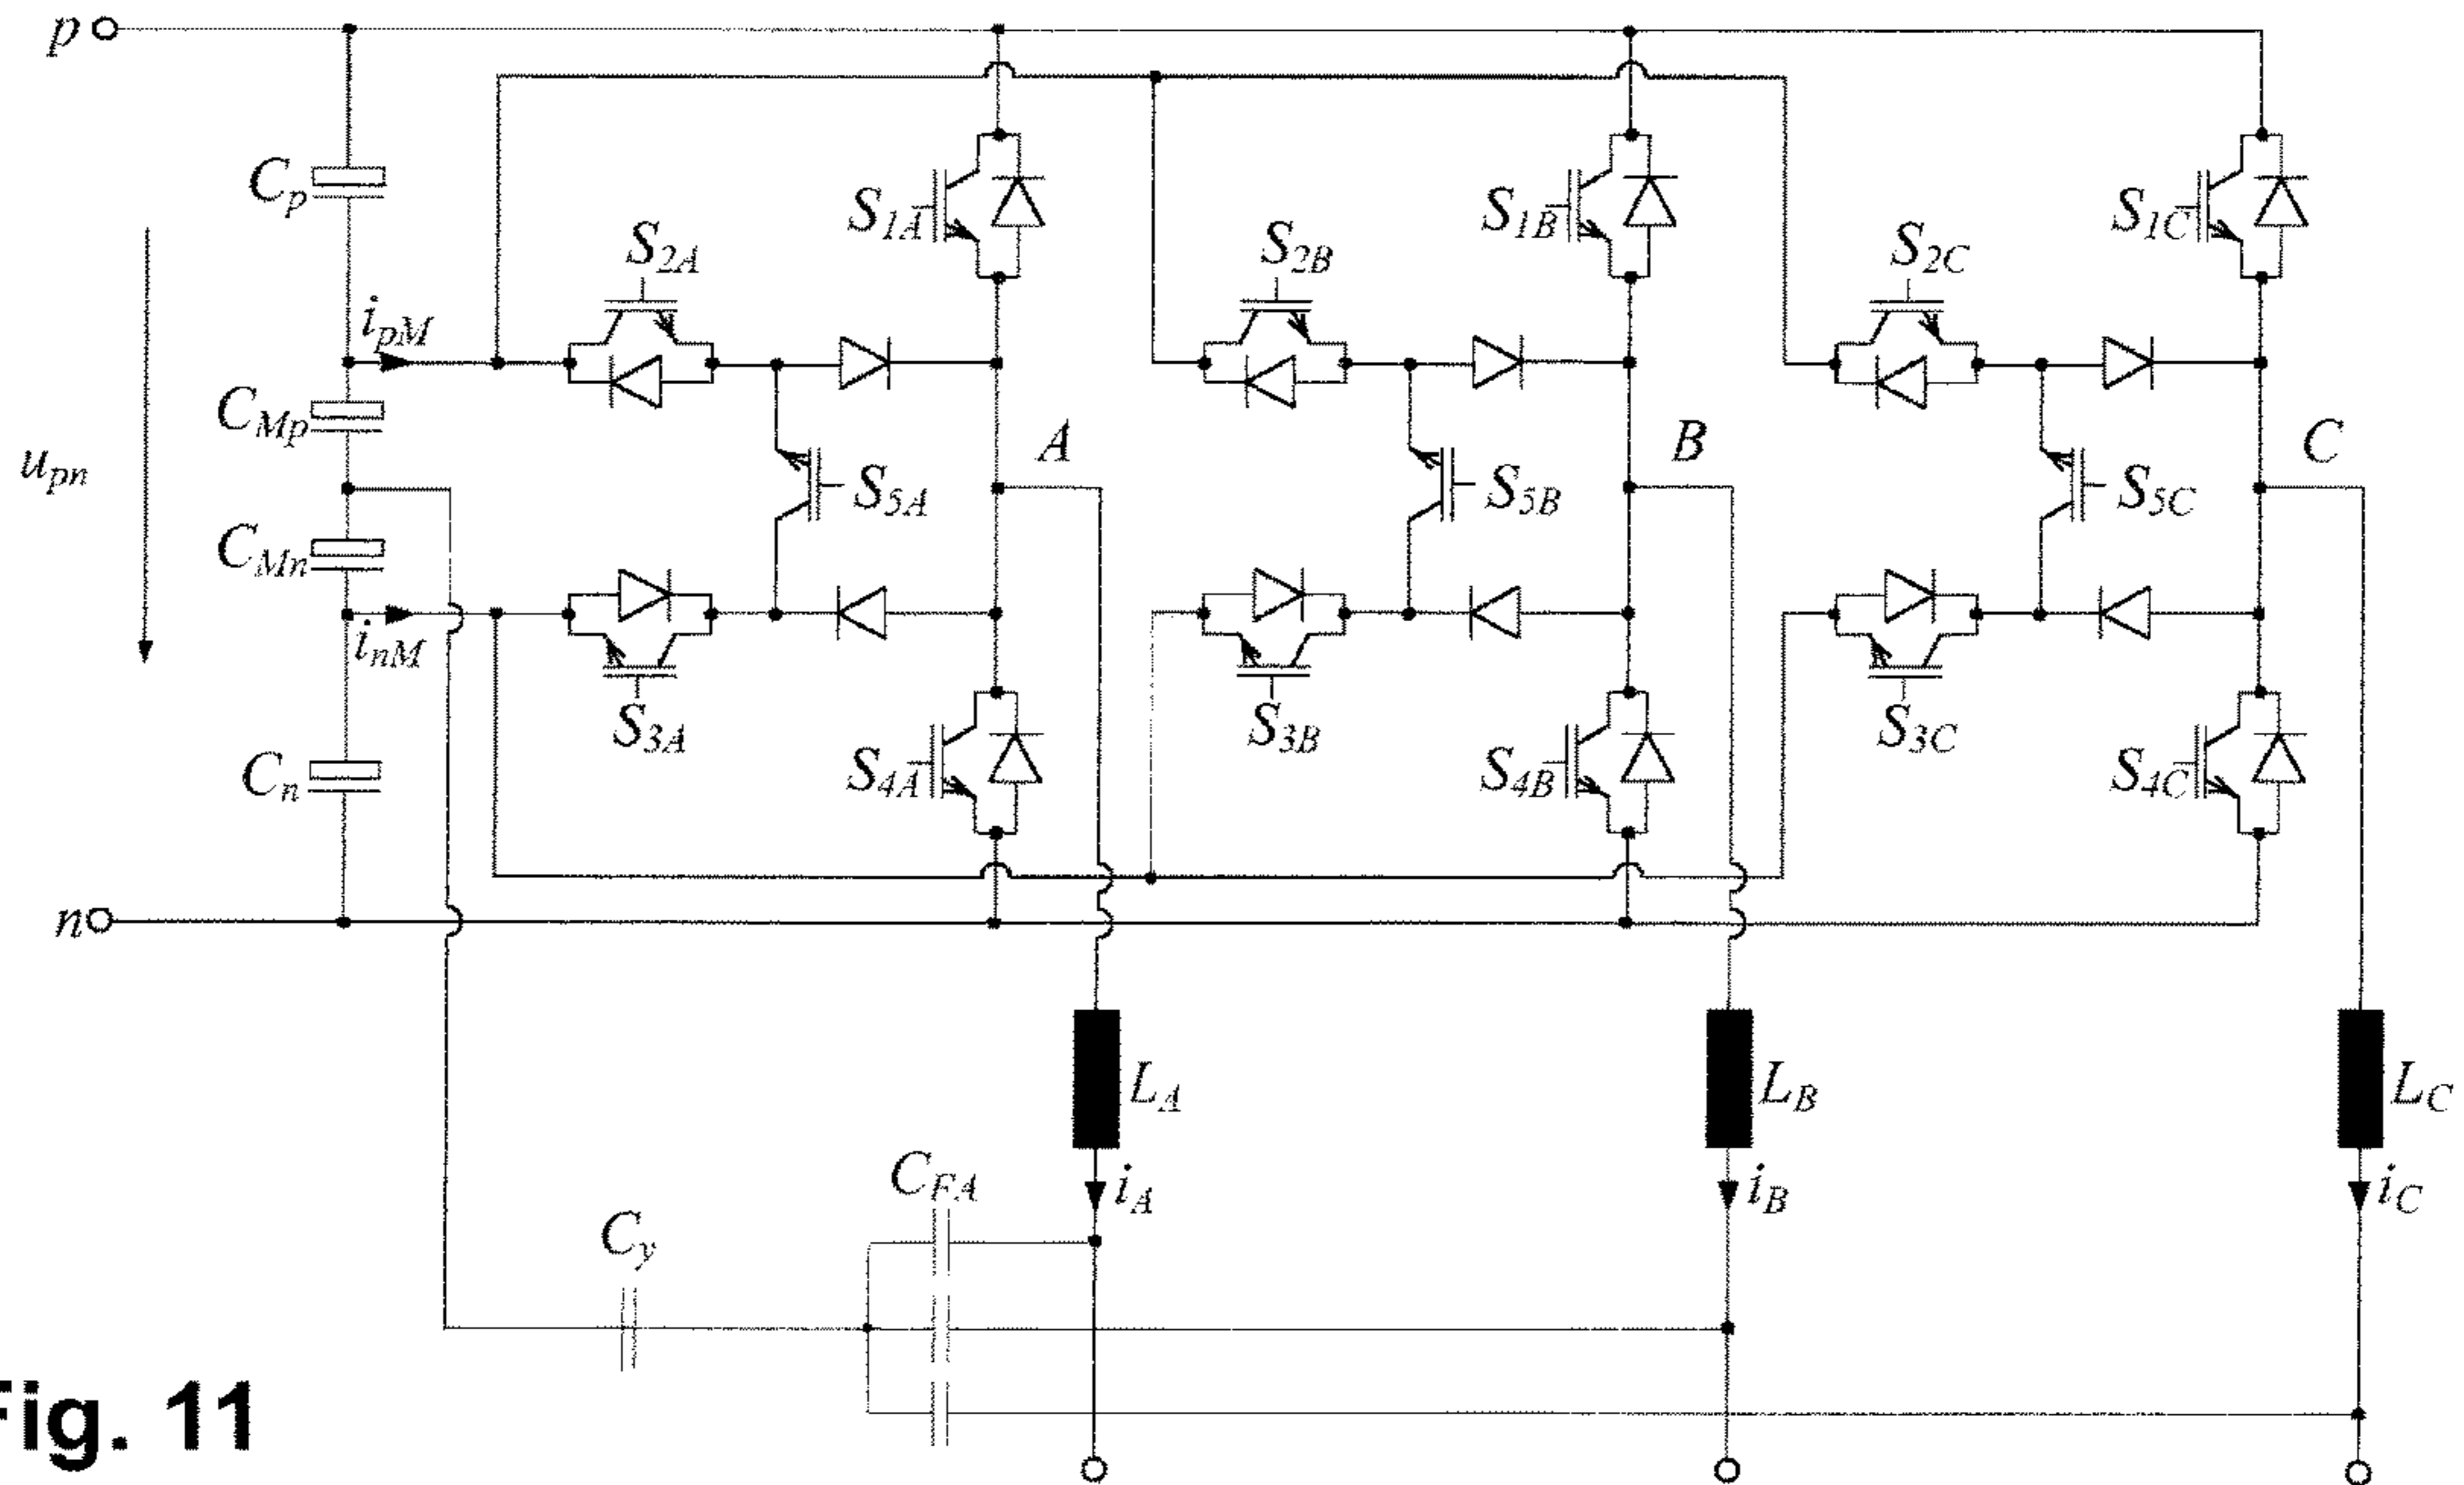 p
C_p
S_1A
S_1B
S_1C
S_2A
S_2B
S_2C
i_pM
C_Mp
u_pn
A
B
C
S_5A
S_5B
S_5C
C_Mn
i_nM
S_3A
S_3B
S_3C
C_n
S_4A
S_4B
S_4C
n
L_A
L_B
L_C
C_FA
i_A
i_B
i_C
C_y
Fig. 11